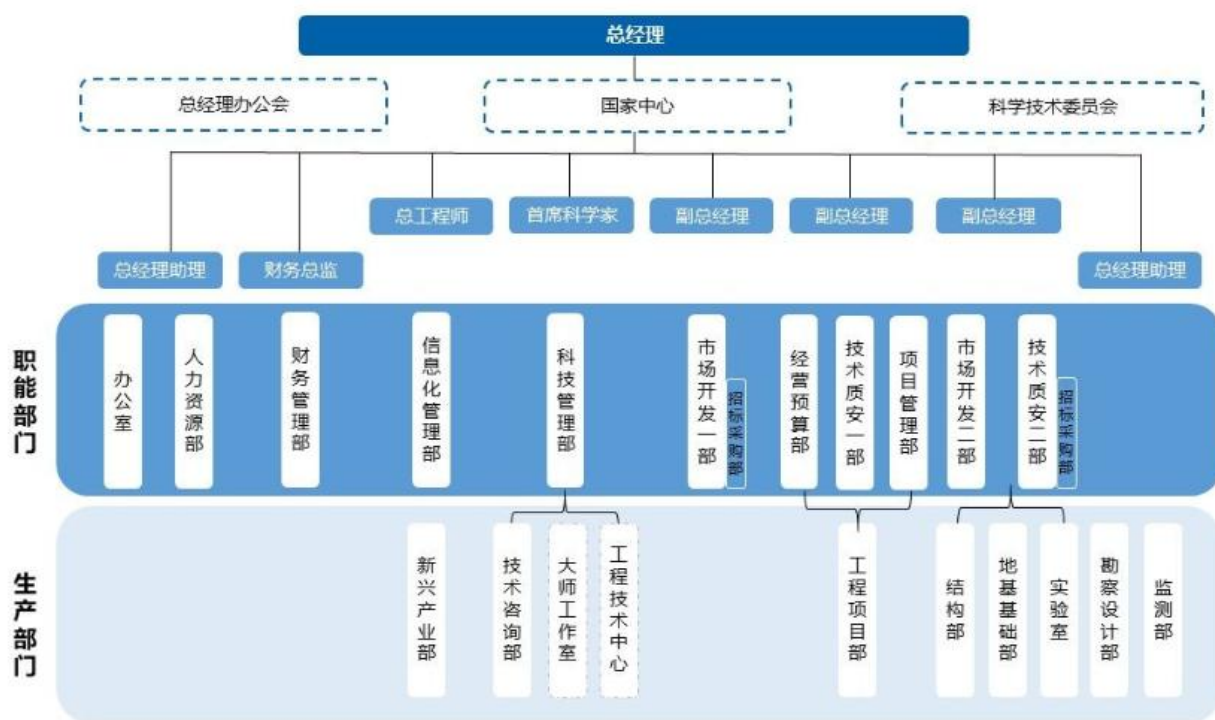 总经理
总经理办公会
国家中心
科学技术委员会
总工程师
首席科学家
副总经理
副总经理
副总经理
总经理助理
财务总监
总经理助理
职能部门
办公室
人力资源部
财务管理部
信息化管理部
科技管理部
市场开发一部
招标采购部
经营预算部
技术质安一部
项目管理部
市场开发二部
技术质安二部
招标采购部
生产部门
新兴产业部
技术咨询部
大师工作室
工程技术中心
工程项目部
结构部
地基基础部
实验室
勘察设计部
监测部